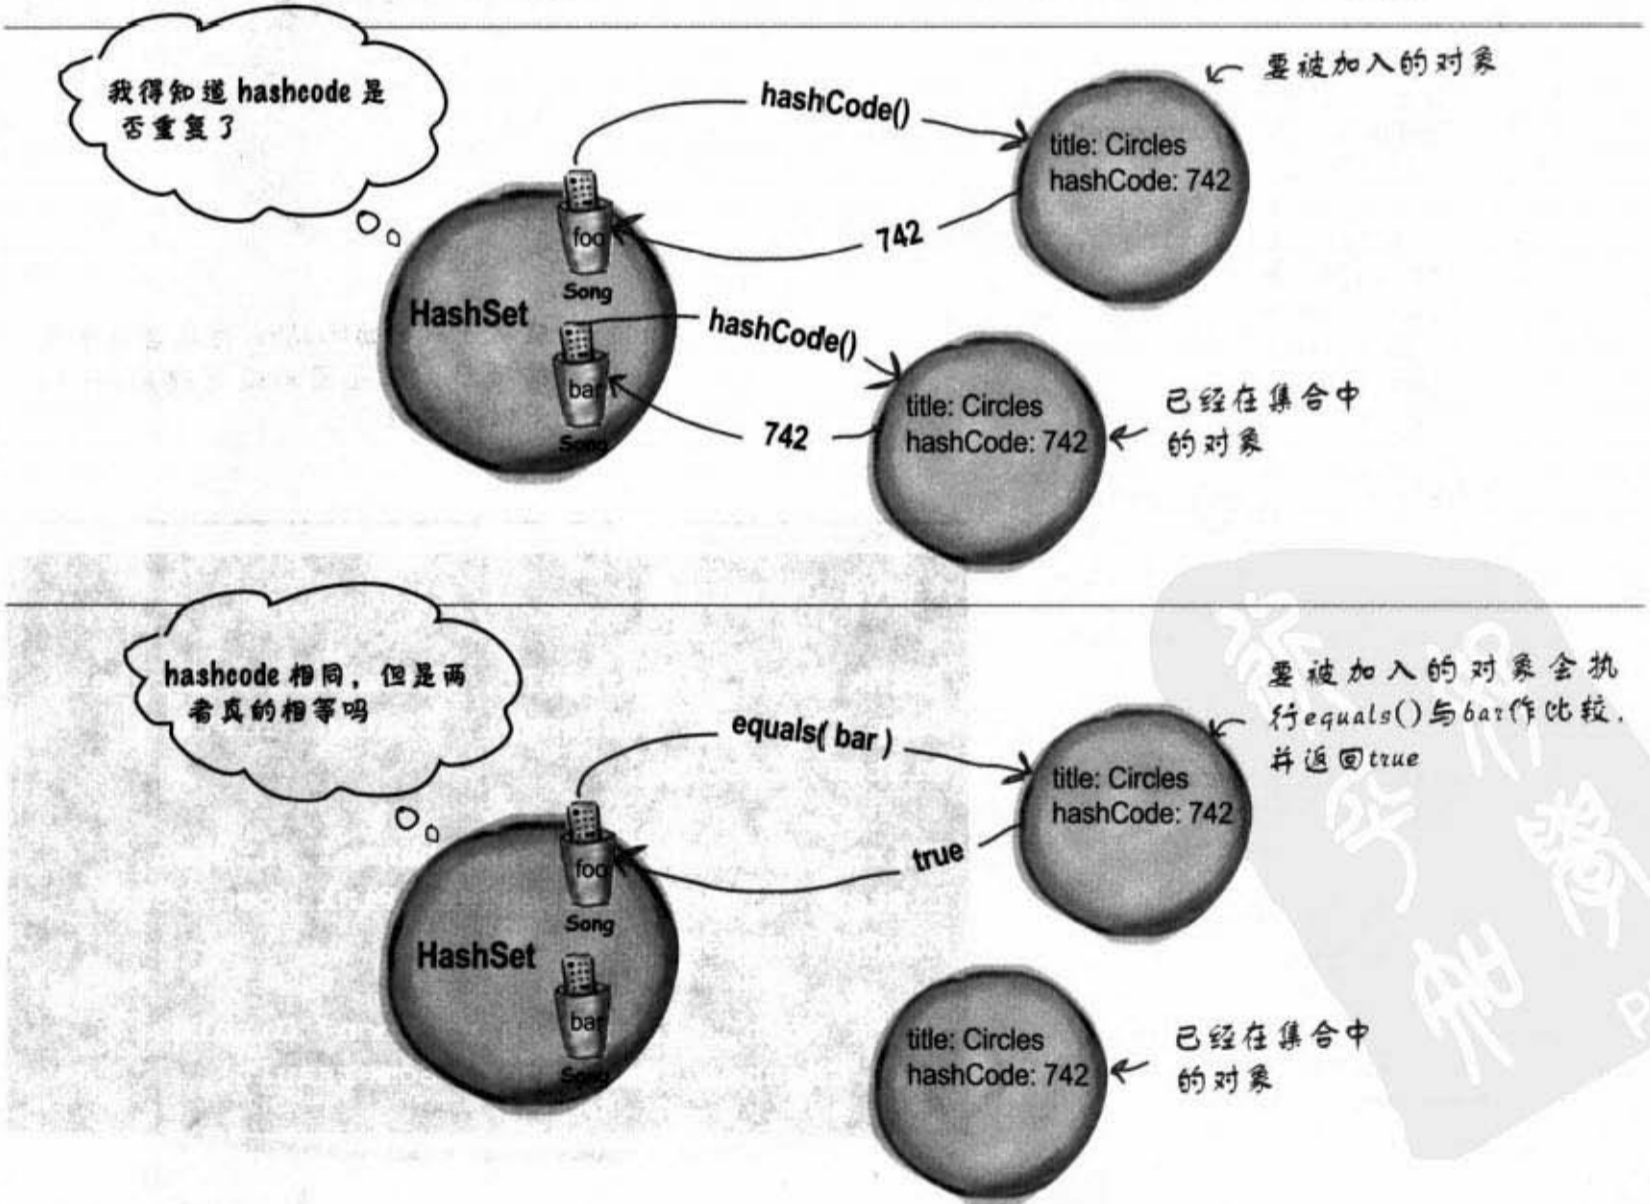 我得知道 hashcode 是
否重复了
hashCode()
要被加入的对象
title: Circles
hashCode: 742
foo
742
Song
HashSet
hashCode()
bar
title: Circles
hashCode: 742
已经在集合中
的对象
742
Song
hashcode 相同，但是两
者真的相等吗
equals( bar )
要被加入的对象会执
行equals()与bar作比较，
并返回true
title: Circles
hashCode: 742
foo
true
Song
HashSet
bar
Song
title: Circles
hashCode: 742
已经在集合中
的对象